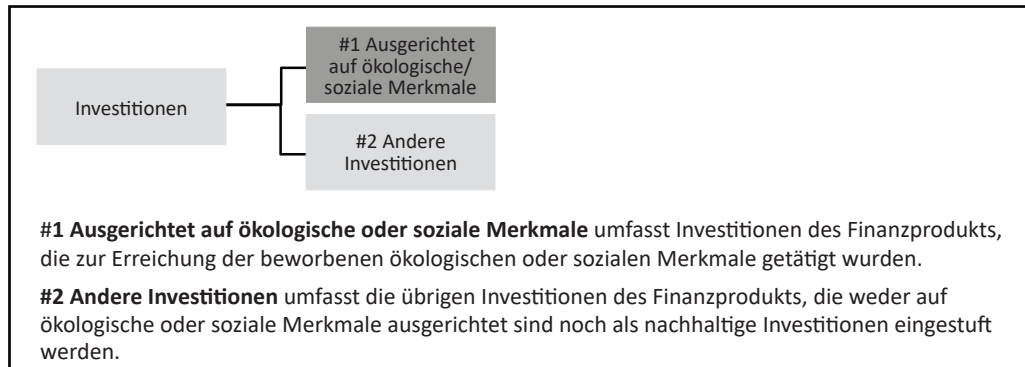 #1 Ausgerichtet
auf ökologische/
soziale Merkmale
Investitionen
#2 Andere
Investitionen
#1 Ausgerichtet auf ökologische oder soziale Merkmale umfasst Investitionen des Finanzprodukts,
die zur Erreichung der beworbenen ökologischen oder sozialen Merkmale getätigt wurden.
#2 Andere Investitionen umfasst die übrigen Investitionen des Finanzprodukts, die weder auf
ökologische oder soziale Merkmale ausgerichtet sind noch als nachhaltige Investitionen eingestuft
werden.